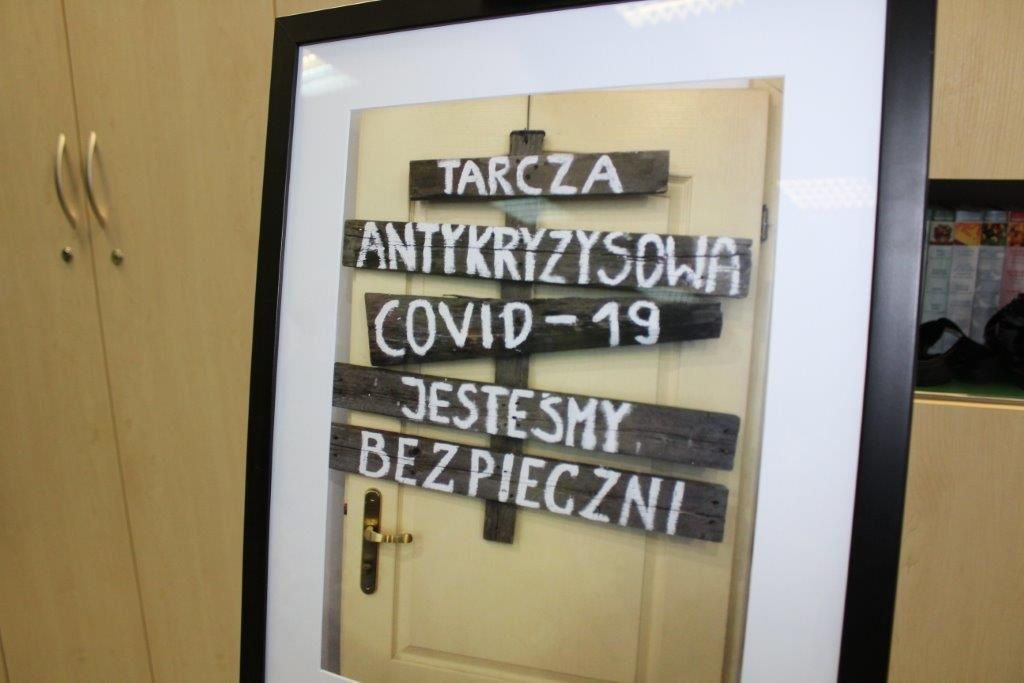 TARCZA
ANTYKRYZYSOWA
COVID-19
JESTEŚMY
BEZPIECZNI